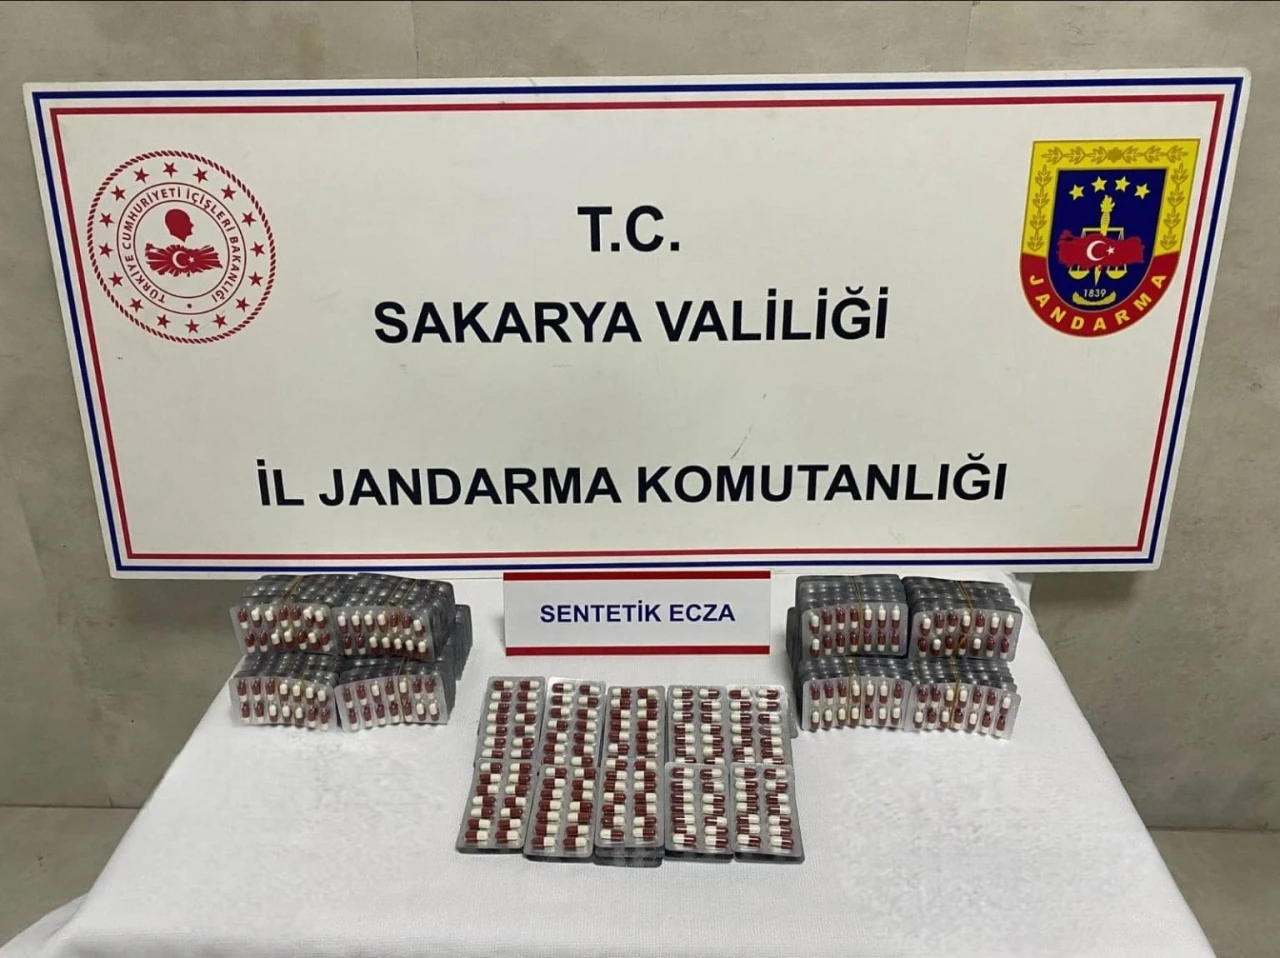 T.C.
SAKARYA VALİLİĞİ
İL JANDARMA KOMUTANLIĞI
TÜRKİYE CUMHURİYETİ İÇİŞLERİ BAKANLIĞI
1839
JANDARMA
SENTETİK ECZA